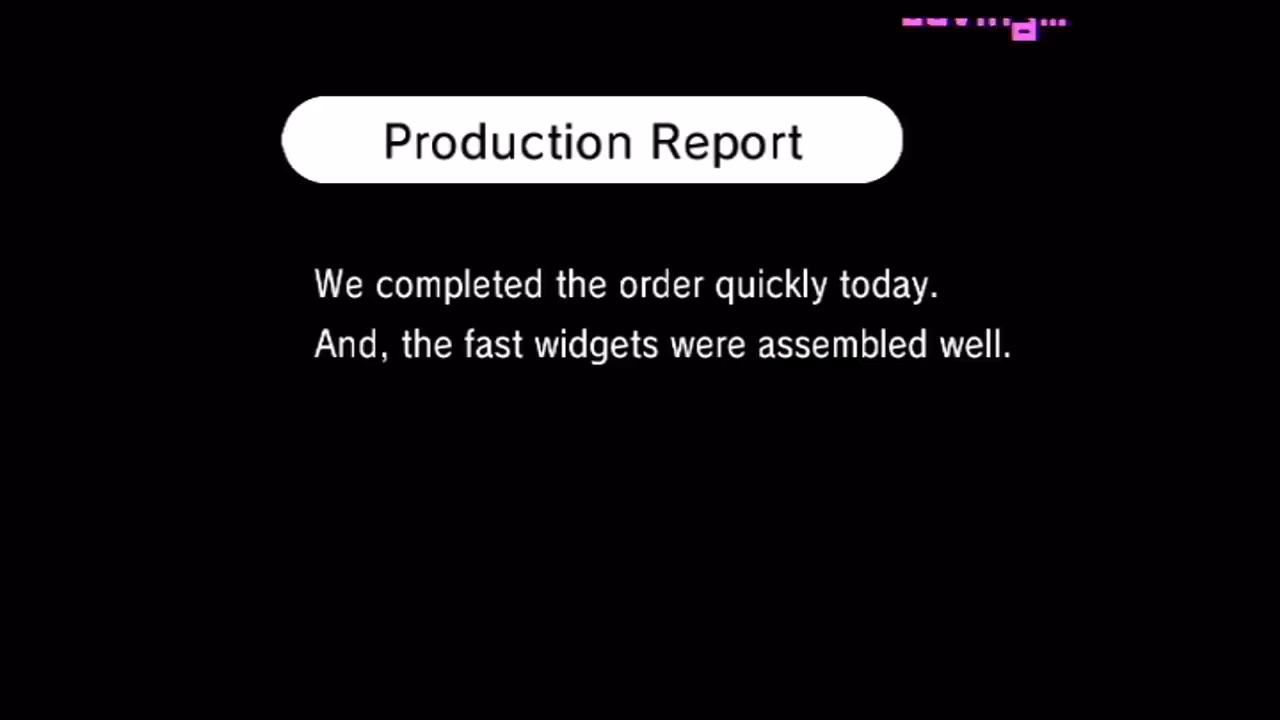 Production Report
We completed the order quickly today.
And, the fast widgets were assembled well.